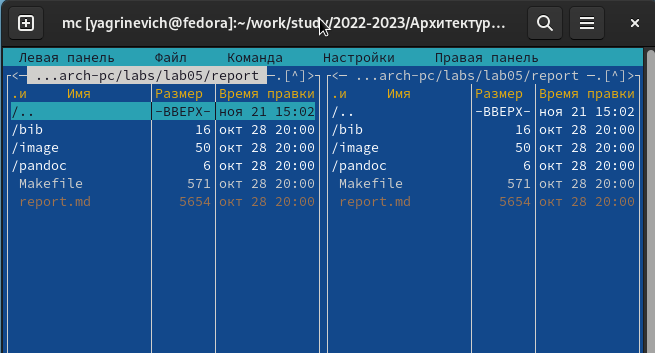 mc [yagrinevich@fedora]:~/work/study/2022-2023/Архитектур...
Левая панель Файл Команда Настройки Правая панель
...arch-pc/labs/lab05/report .[^] ...arch-pc/labs/lab05/report .[^]
.и Имя Размер Время правки .и Имя Размер Время правки
/.. -ВВЕРХ- ноя 21 15:02 /.. -ВВЕРХ- ноя 21 15:02
/bib 16 окт 28 20:00 /bib 16 окт 28 20:00
/image 50 окт 28 20:00 /image 50 окт 28 20:00
/pandoc 6 окт 28 20:00 /pandoc 6 окт 28 20:00
Makefile 571 окт 28 20:00 Makefile 571 окт 28 20:00
report.md 5654 окт 28 20:00 report.md 5654 окт 28 20:00